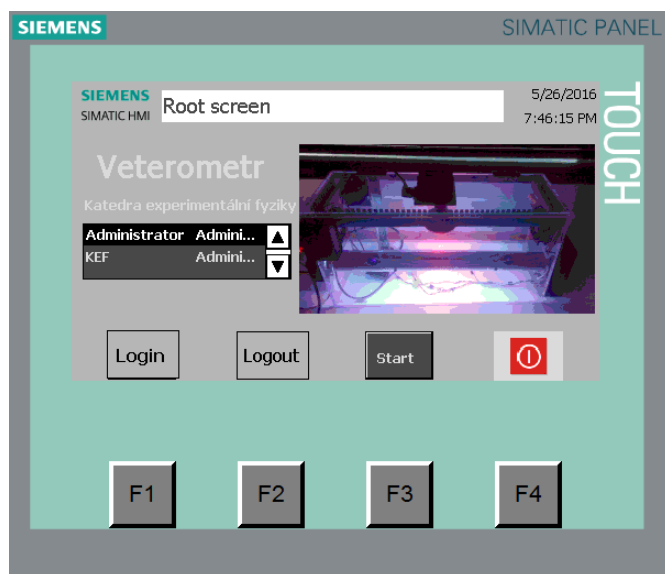 SIEMENS
SIMATIC PANEL
TOUCH
SIEMENS
SIMATIC HMI
Root screen
5/26/2016
7:46:15 PM
Veterometr
Katedra experimentální fyziky
Administrator Admini...
KEF Admini...
Login
Logout
Start
F1
F2
F3
F4